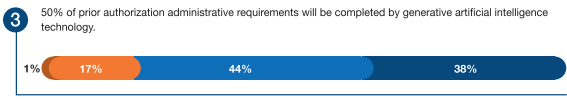 3
50% of prior authorization administrative requirements will be completed by generative artificial intelligence
technology.
1% 17% 44% 38%